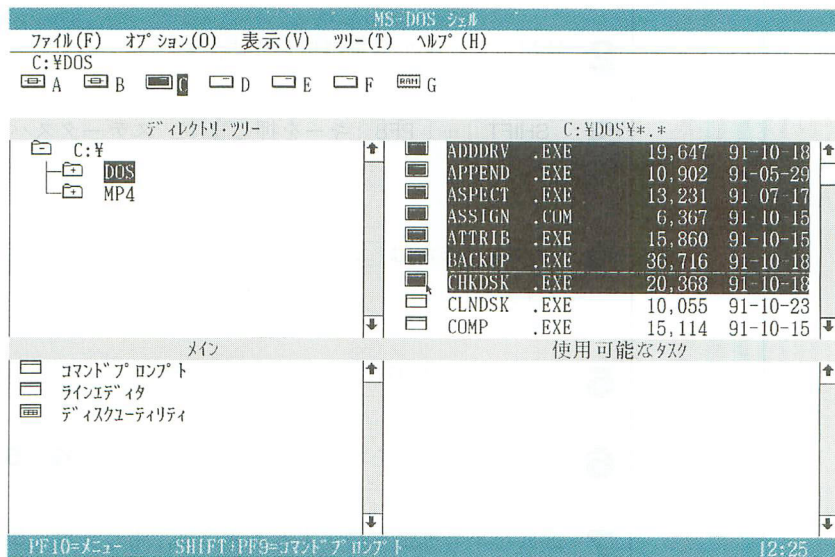 MS-DOS シェル
ファイル(F) オプション(O) 表示(V) ツリー(T) ヘルプ(H)
C:¥DOS
A B C D E F RAM G
ディレクトリ・ツリー
C:¥
DOS
MP4
C:¥DOS¥*.*
ADDDRV .EXE 19,647 91-10-18
APPEND .EXE 10,902 91-05-29
ASPECT .EXE 13,231 91-07-17
ASSIGN .COM 6,367 91-10-15
ATTRIB .EXE 15,860 91-10-15
BACKUP .EXE 36,716 91-10-18
CHKDSK .EXE 20,368 91-10-18
CLNDSK .EXE 10,055 91-10-23
COMP .EXE 15,114 91-10-15
メイン
コマンドプロンプト
ラインエディタ
ディスクユーティリティ
使用可能なタスク
PF10=メニュー SHIFT+PF9=コマンドプロンプト 12:25